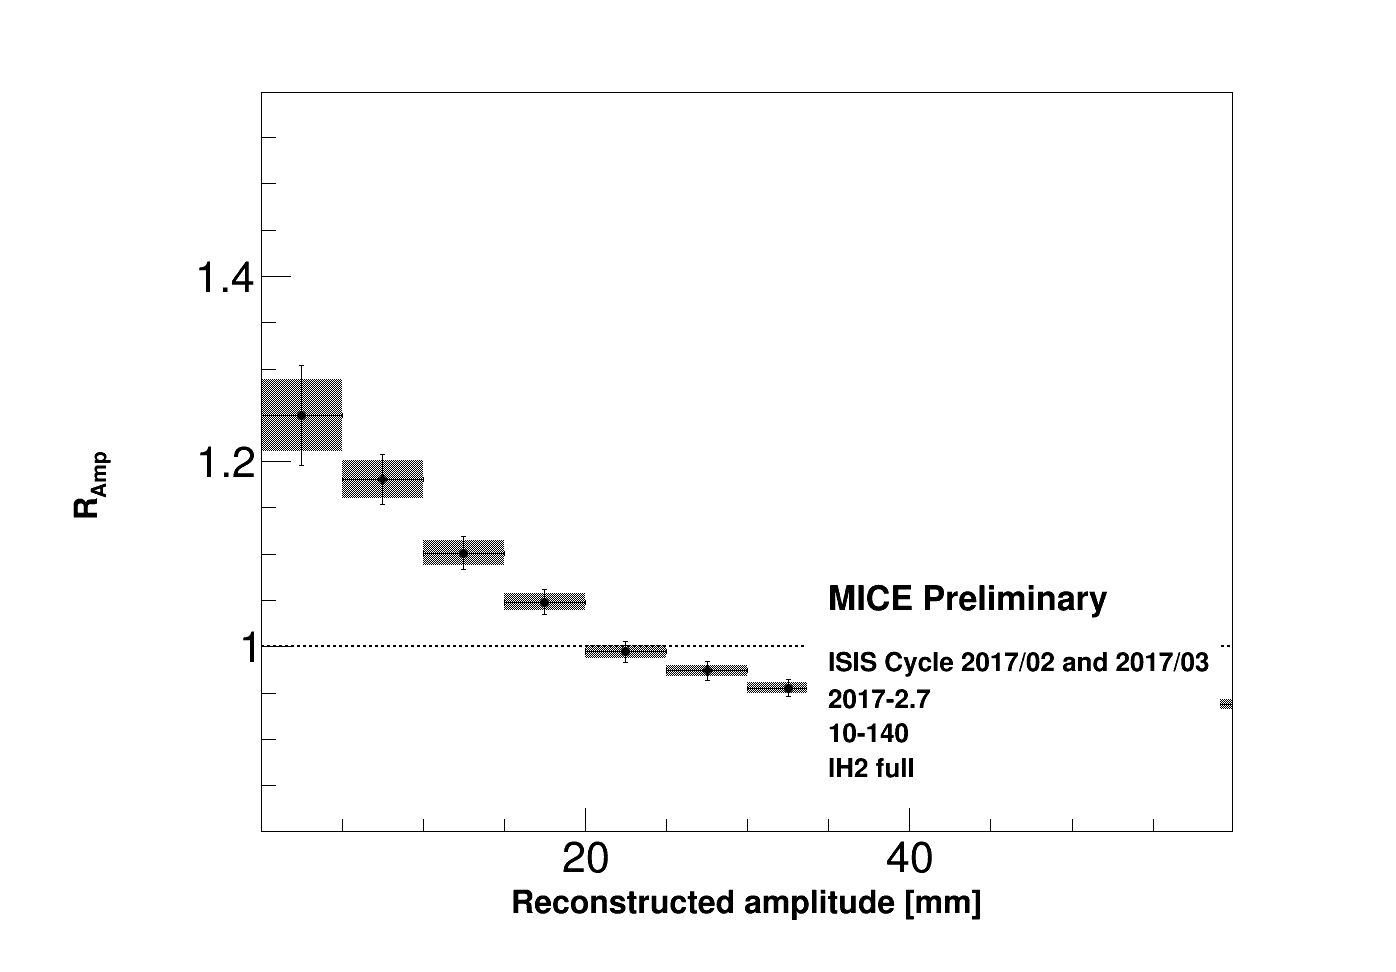 1.4
1.2
1
R_Amp
MICE Preliminary
ISIS Cycle 2017/02 and 2017/03
2017-2.7
10-140
IH2 full
20 40
Reconstructed amplitude [mm]